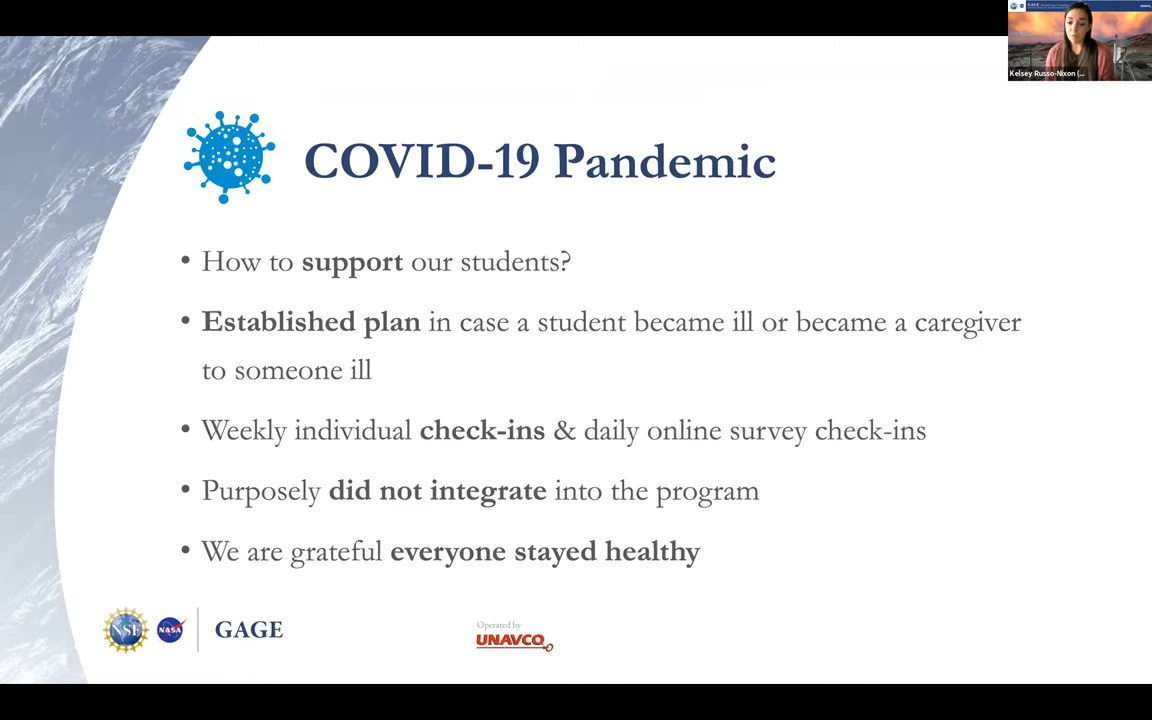 Kelsey Russo-Nixon (...
COVID-19 Pandemic
• How to support our students?
• Established plan in case a student became ill or became a caregiver
to someone ill
• Weekly individual check-ins & daily online survey check-ins
• Purposely did not integrate into the program
• We are grateful everyone stayed healthy
NSF
NASA
GAGE
Operated by
UNAVCO